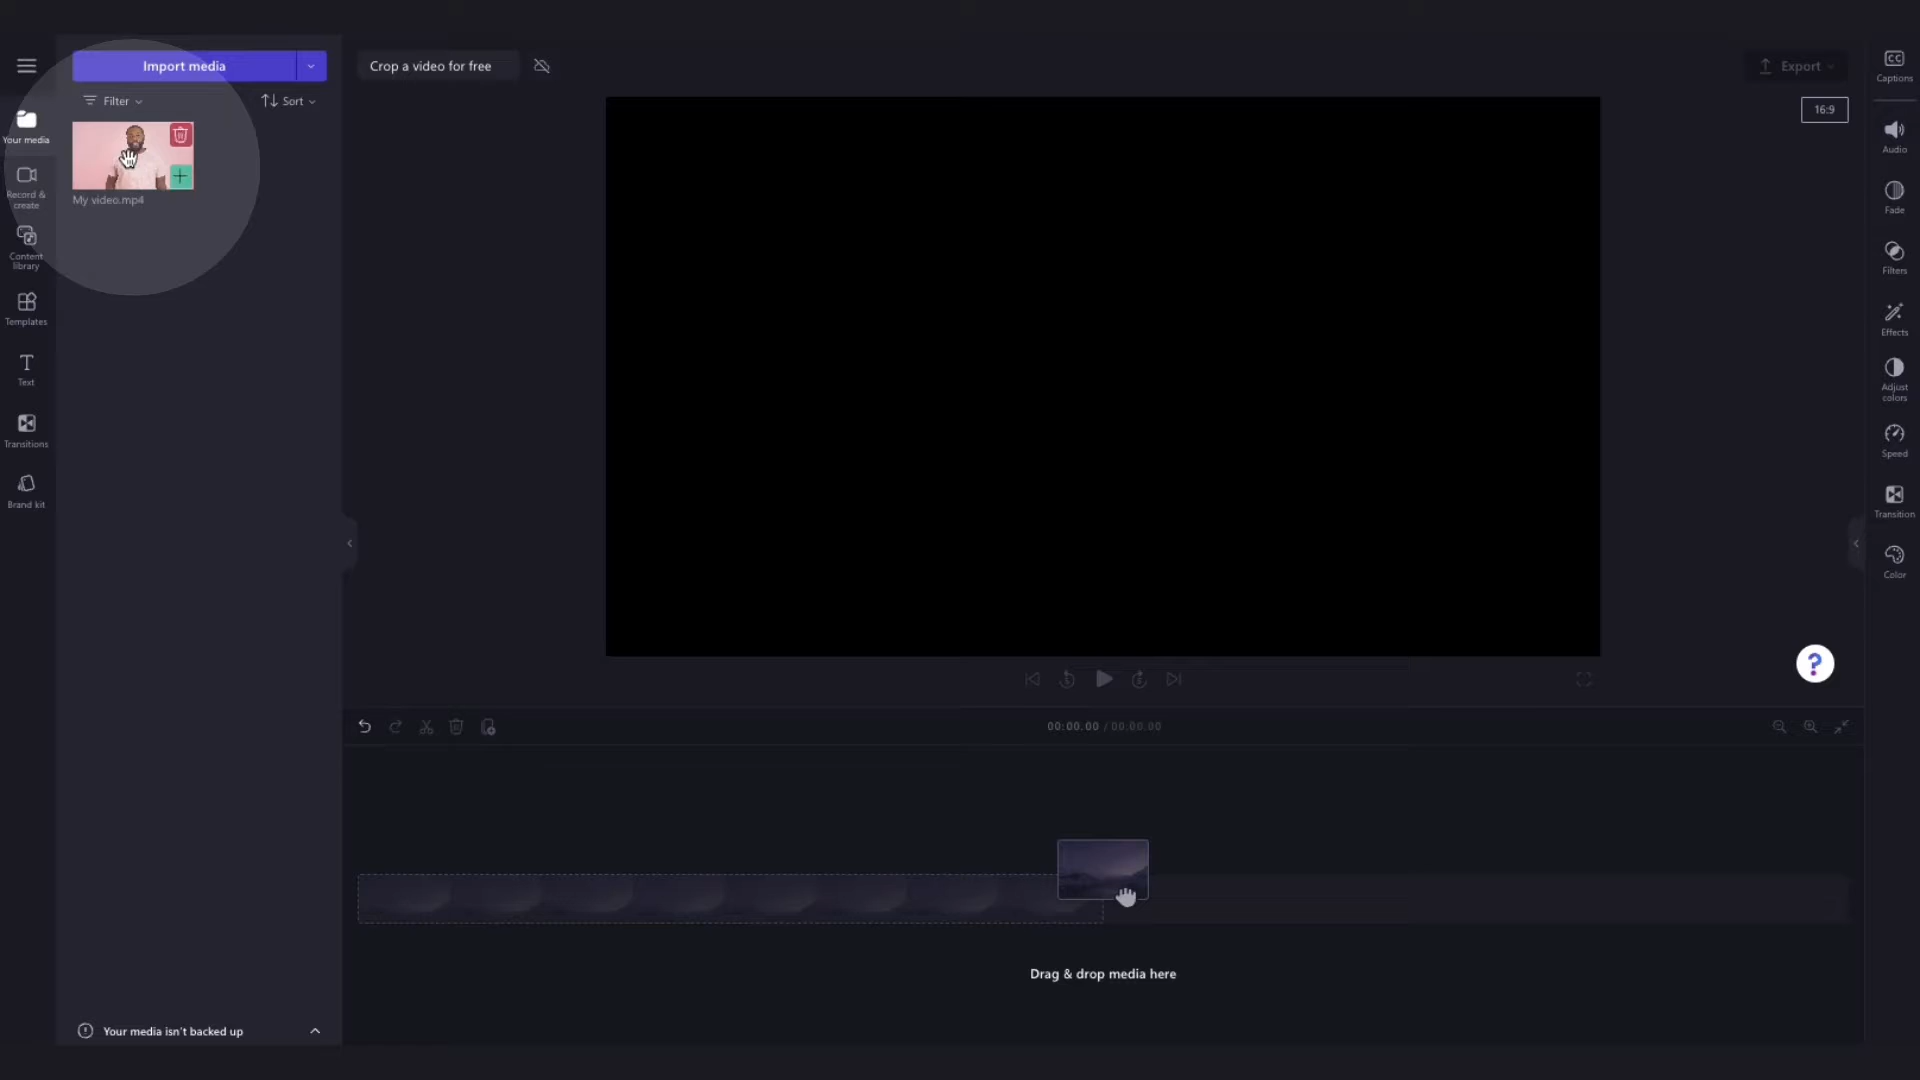 Import media
Crop a video for free
Export
Captions
Filter
Sort
16:9
Your media
Audio
Record &
create
My video.mp4
Fade
Content
library
Filters
Templates
Effects
Text
Adjust
colors
Transitions
Speed
Brand kit
Transition
Color
?
00:00.00 / 00:00.00
Drag & drop media here
Your media isn't backed up